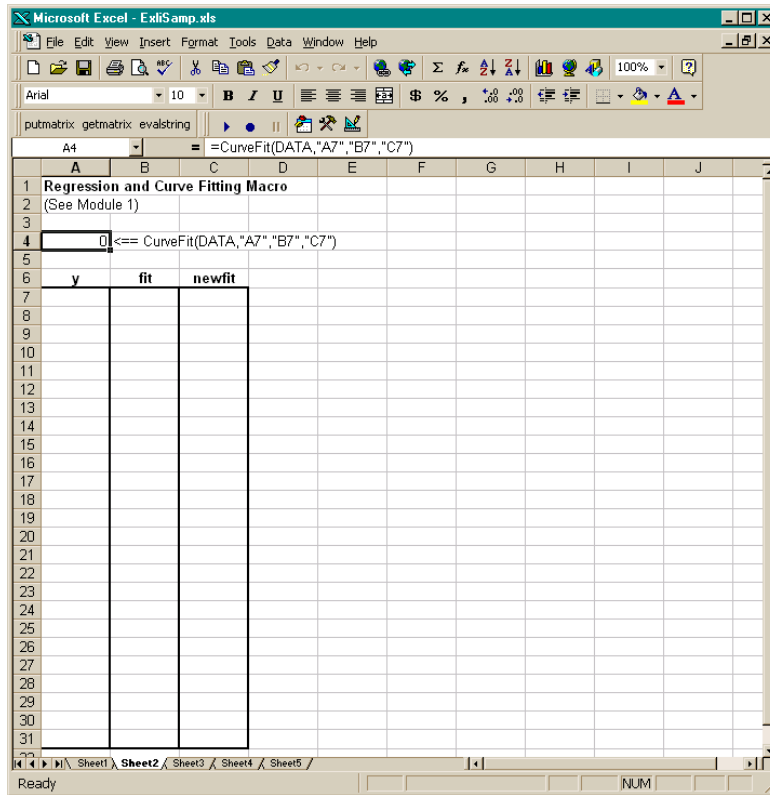 Microsoft Excel - ExliSamp.xls
File Edit View Insert Format Tools Data Window Help
100%
Arial 10 B I U $ % ,
putmatrix getmatrix evalstring
A4 = =CurveFit(DATA,"A7","B7","C7")
A B C D E F G H I J
1 Regression and Curve Fitting Macro
2 (See Module 1)
3
4 0 <== CurveFit(DATA,"A7","B7","C7")
5
6 y fit newfit
7
8
9
10
11
12
13
14
15
16
17
18
19
20
21
22
23
24
25
26
27
28
29
30
31
Sheet1 Sheet2 Sheet3 Sheet4 Sheet5
Ready NUM